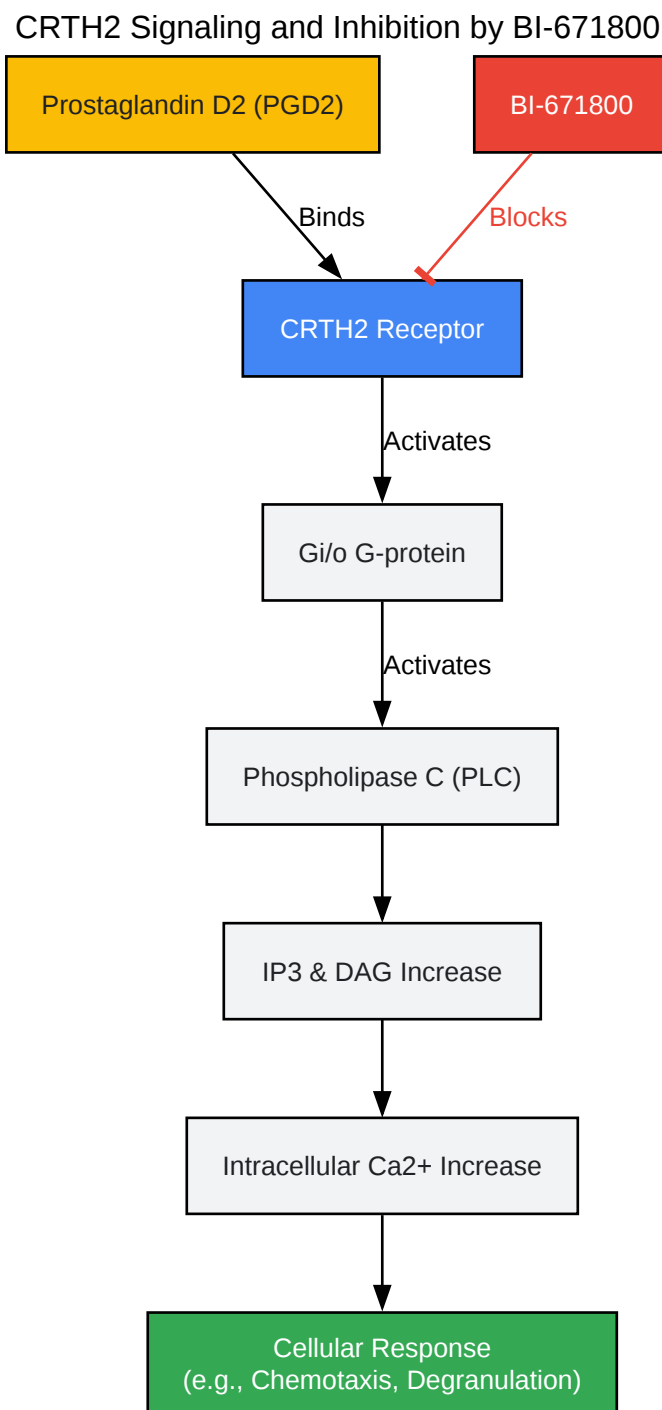 CRTH2 Signaling and Inhibition by BI-671800
Prostaglandin D2 (PGD2)
BI-671800
Binds
Blocks
CRTH2 Receptor
Activates
Gi/o G-protein
Activates
Phospholipase C (PLC)
IP3 & DAG Increase
Intracellular Ca2+ Increase
Cellular Response
(e.g., Chemotaxis, Degranulation)